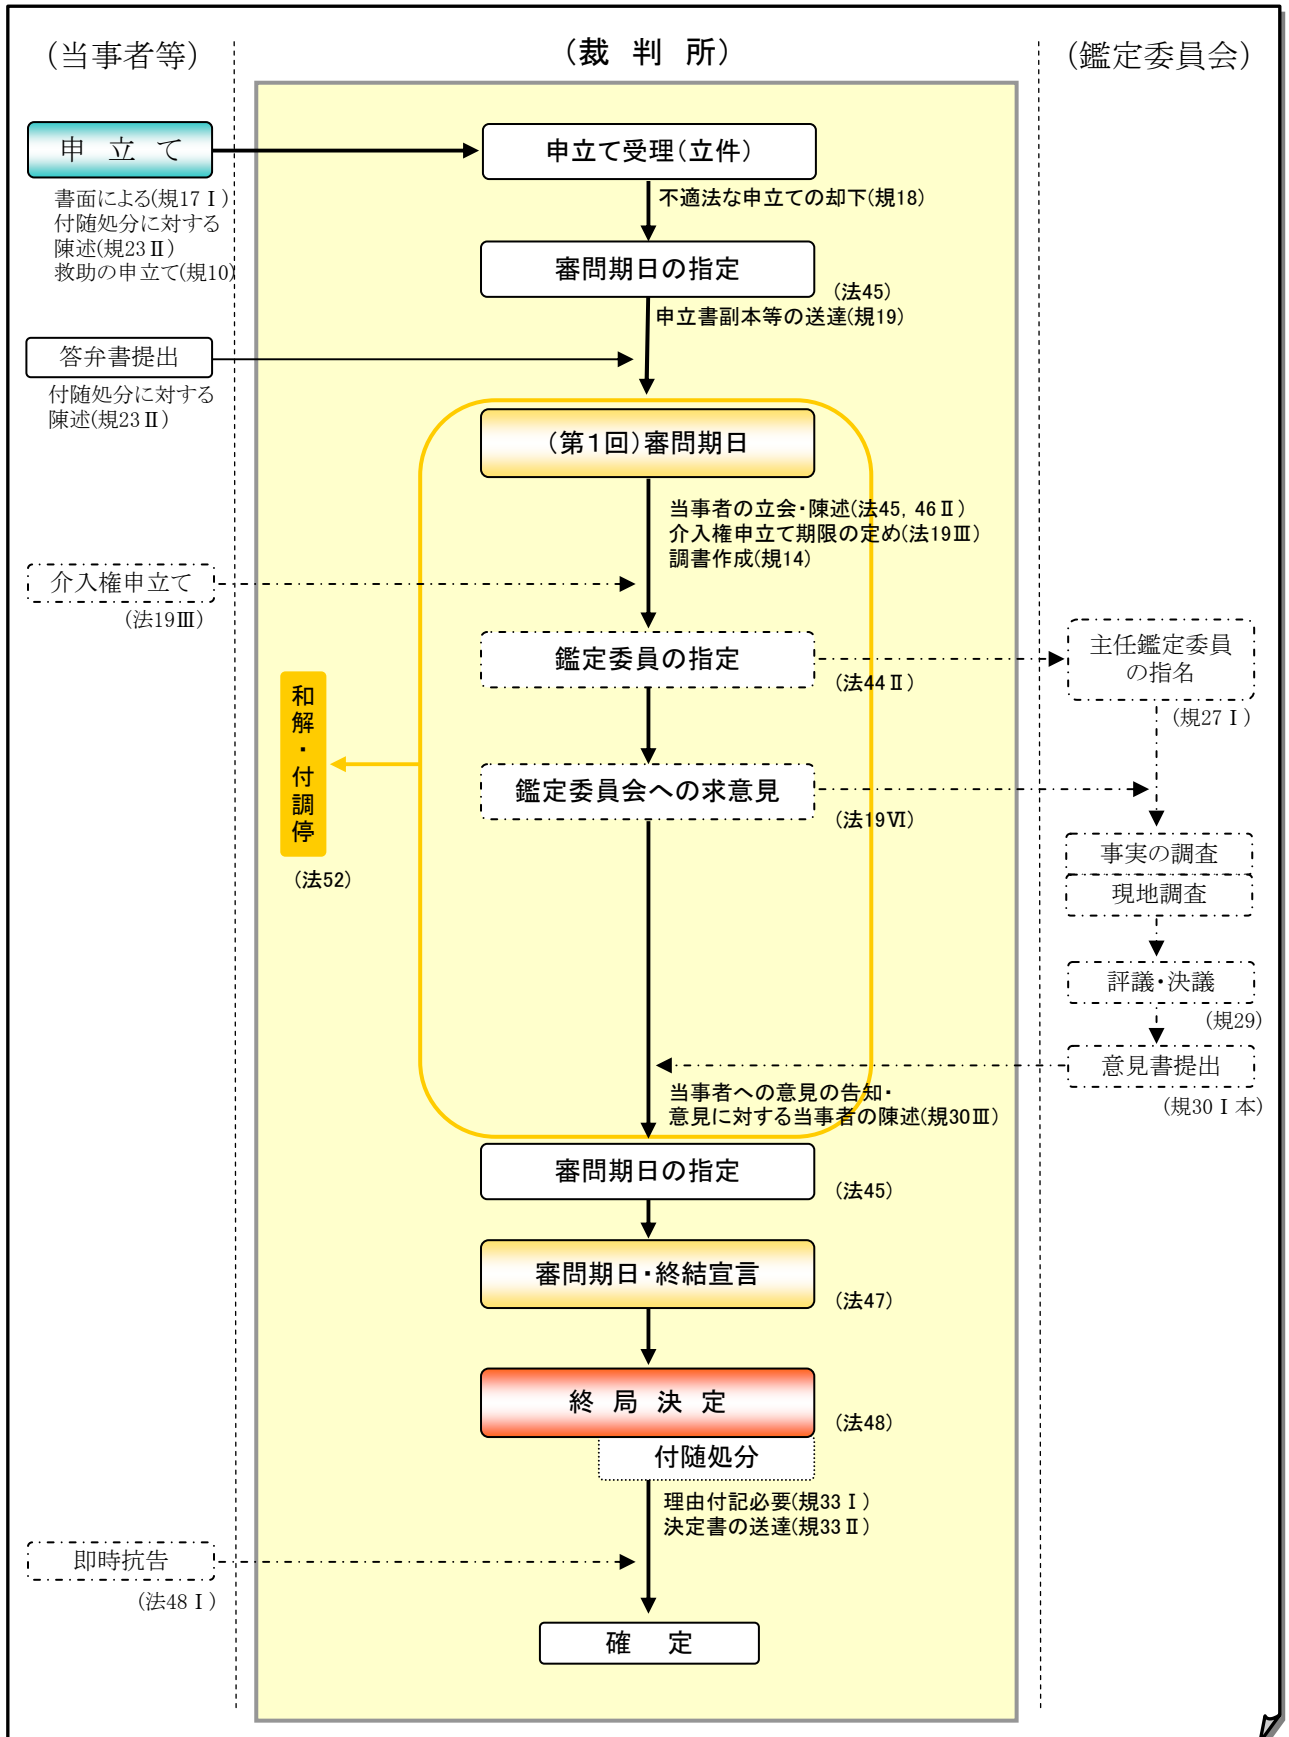 (当事者等)
(裁 判 所)
(鑑定委員会)
申 立 て
申立て受理(立件)
書面による(規17Ⅰ)
付随処分に対する
陳述(規23Ⅱ)
救助の申立て(規10)
不適法な申立ての却下(規18)
審問期日の指定
(法45)
申立書副本等の送達(規19)
答弁書提出
付随処分に対する
陳述(規23Ⅱ)
(第1回)審問期日
当事者の立会・陳述(法45, 46Ⅱ)
介入権申立て期限の定め(法19Ⅲ)
調書作成(規14)
介入権申立て
(法19Ⅲ)
鑑定委員の指定
(法44Ⅱ)
主任鑑定委員
の指名
(規27Ⅰ)
和解・付調停
(法52)
鑑定委員会への求意見
(法19Ⅵ)
事実の調査
現地調査
評議・決議
(規29)
意見書提出
(規30Ⅰ本)
当事者への意見の告知・
意見に対する当事者の陳述(規30Ⅲ)
審問期日の指定
(法45)
審問期日・終結宣言
(法47)
終 局 決 定
(法48)
付随処分
理由付記必要(規33Ⅰ)
決定書の送達(規33Ⅱ)
即時抗告
(法48Ⅰ)
確 定